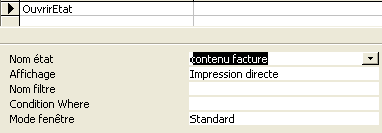 OuvrirEtat
Nom état contenu facture
Affichage Impression directe
Nom filtre
Condition Where
Mode fenêtre Standard